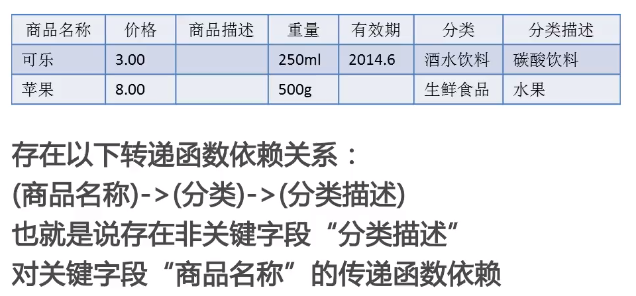 商品名称 价格 商品描述 重量 有效期 分类 分类描述
可乐 3.00 250ml 2014.6 酒水饮料 碳酸饮料
苹果 8.00 500g 生鲜食品 水果
存在以下转递函数依赖关系：
(商品名称)->(分类)->(分类描述)
也就是说存在非关键字段“分类描述”
对关键字段“商品名称”的传递函数依赖